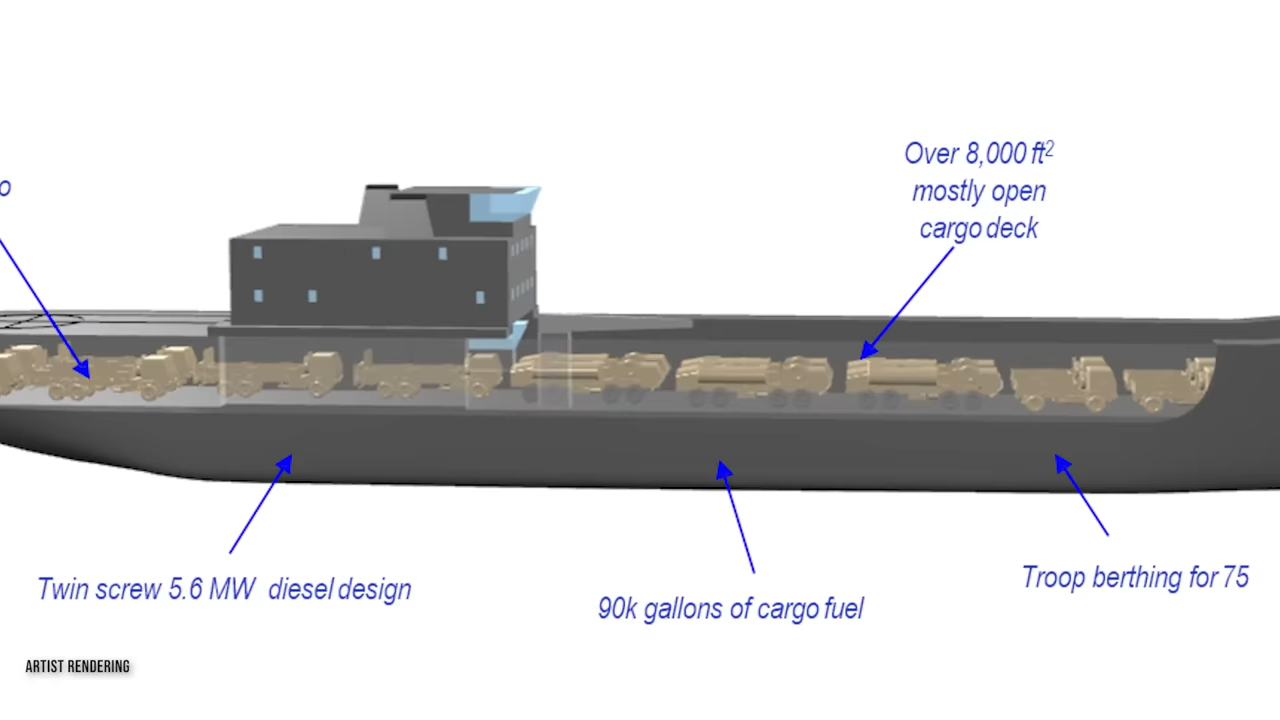 Over 8,000 ft²
mostly open
cargo deck
o
Twin screw 5.6 MW diesel design
90k gallons of cargo fuel
Troop berthing for 75
ARTIST RENDERING